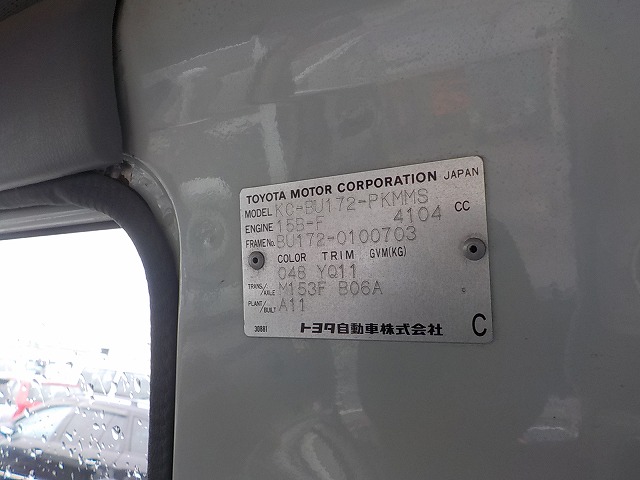 TOYOTA MOTOR CORPORATION JAPAN
MODEL KC-BU172-PKMMS
ENGINE 15B-F 4104 CC
FRAME No. BU172-0100703
COLOR TRIM GVM(KG)
048 YQ11
TRANS/AXLE M153F B06A
PLANT/BUILT A11
30881 トヨタ自動車株式会社 C